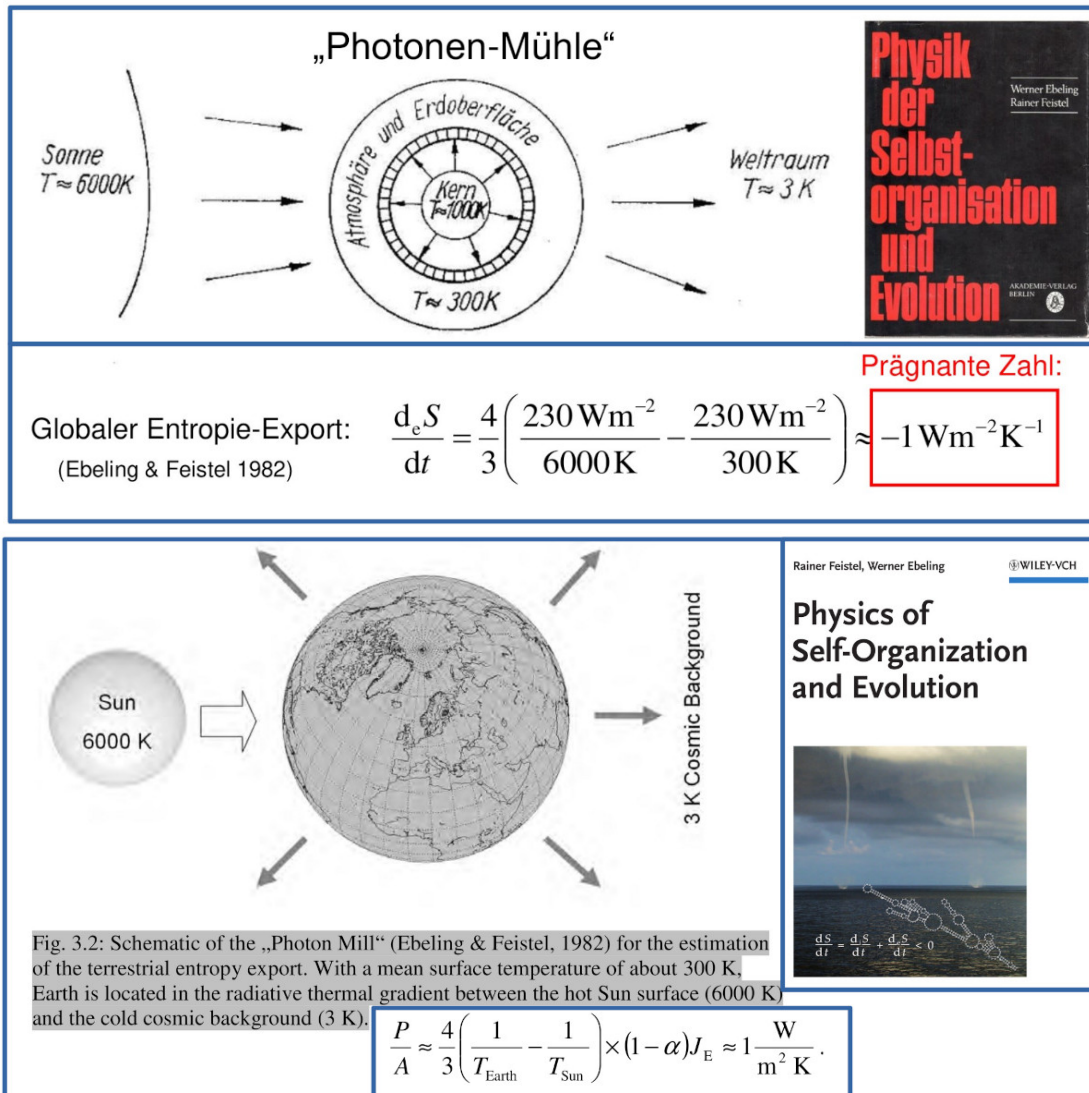 „Photonen-Mühle“
Sonne
T ≈ 6000K
Atmosphäre und Erdoberfläche
Kern
T≈1000K
T ≈ 300K
Weltraum
T ≈ 3 K
Physik
der
Selbst-
organisation
und
Evolution
Werner Ebeling
Rainer Feistel
AKADEMIE-VERLAG
BERLIN
Prägnante Zahl:
Globaler Entropie-Export:
(Ebeling & Feistel 1982)
d_e S/dt = 4/3 (230 Wm⁻²/6000 K − 230 Wm⁻²/300 K) ≈ −1 Wm⁻²K⁻¹
Sun
6000 K
3 K Cosmic Background
Rainer Feistel, Werner Ebeling
WILEY-VCH
Physics of
Self-Organization
and Evolution
dS/dt = d_i S/dt + d_e S/dt < 0
Fig. 3.2: Schematic of the „Photon Mill“ (Ebeling & Feistel, 1982) for the estimation
of the terrestrial entropy export. With a mean surface temperature of about 300 K,
Earth is located in the radiative thermal gradient between the hot Sun surface (6000 K)
and the cold cosmic background (3 K).
P/A ≈ 4/3 (1/T_Earth − 1/T_Sun) × (1 − α) J_E ≈ 1 W/m² K .